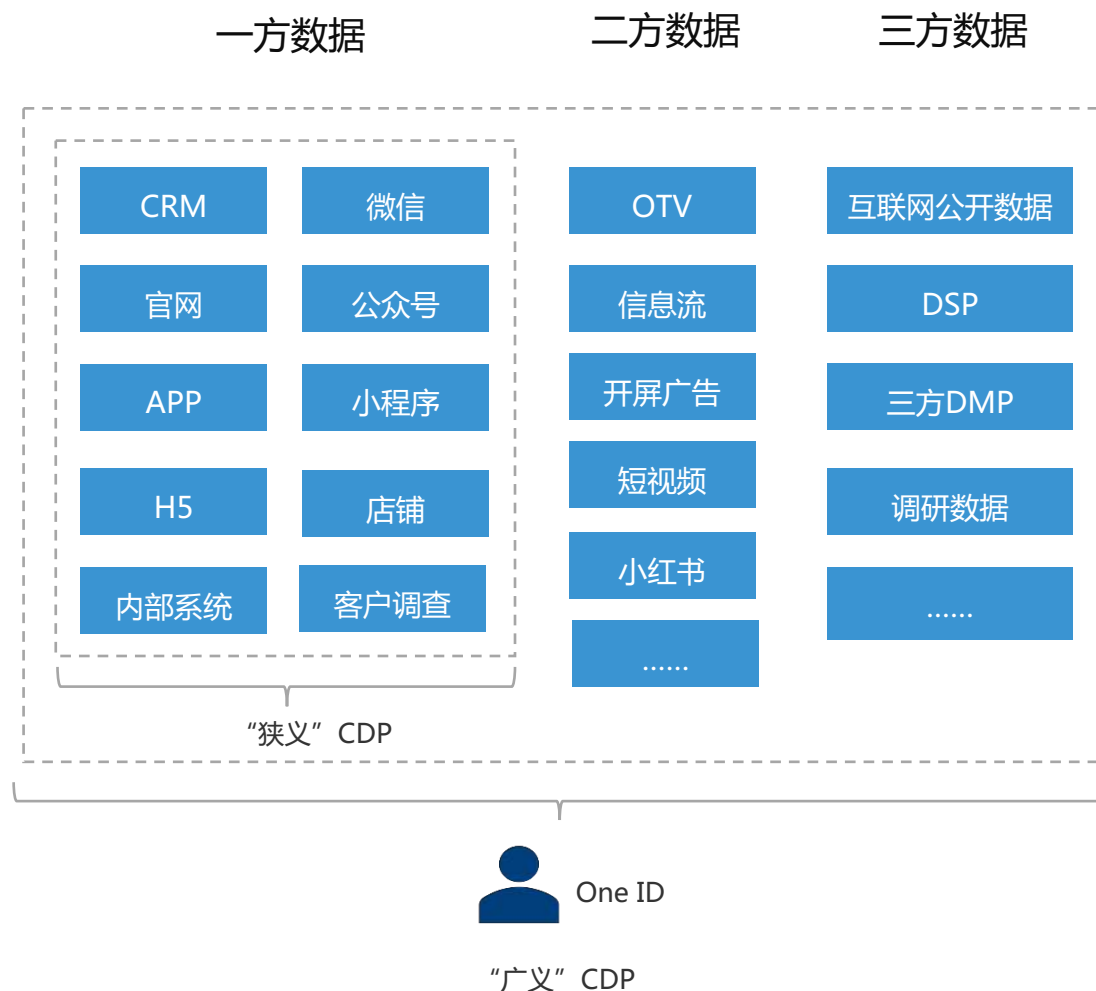 一方数据
二方数据
三方数据
CRM
微信
OTV
互联网公开数据
官网
公众号
信息流
DSP
APP
小程序
开屏广告
三方DMP
H5
店铺
短视频
调研数据
内部系统
客户调查
小红书
......
......
“狭义”CDP
One ID
“广义”CDP